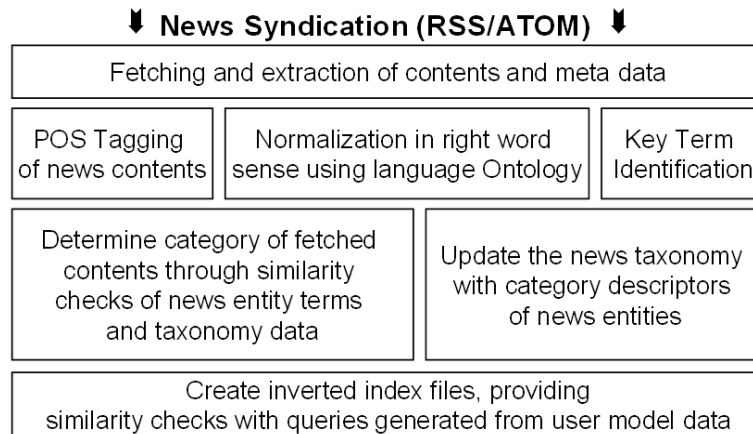 News Syndication (RSS/ATOM)
Fetching and extraction of contents and meta data
POS Tagging
of news contents
Normalization in right word
sense using language Ontology
Key Term
Identification
Determine category of fetched
contents through similarity
checks of news entity terms
and taxonomy data
Update the news taxonomy
with category descriptors
of news entities
Create inverted index files, providing
similarity checks with queries generated from user model data